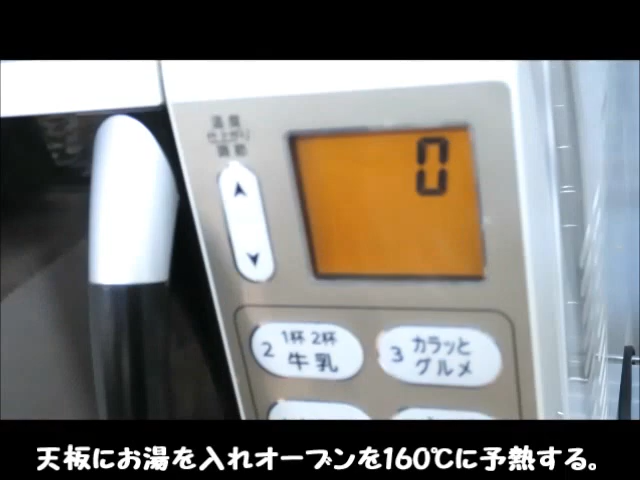 温度
仕上がり
調節
0
2 1杯 2杯
牛乳
3 カラッと
グルメ
天板にお湯を入れオーブンを160℃に予熱する。